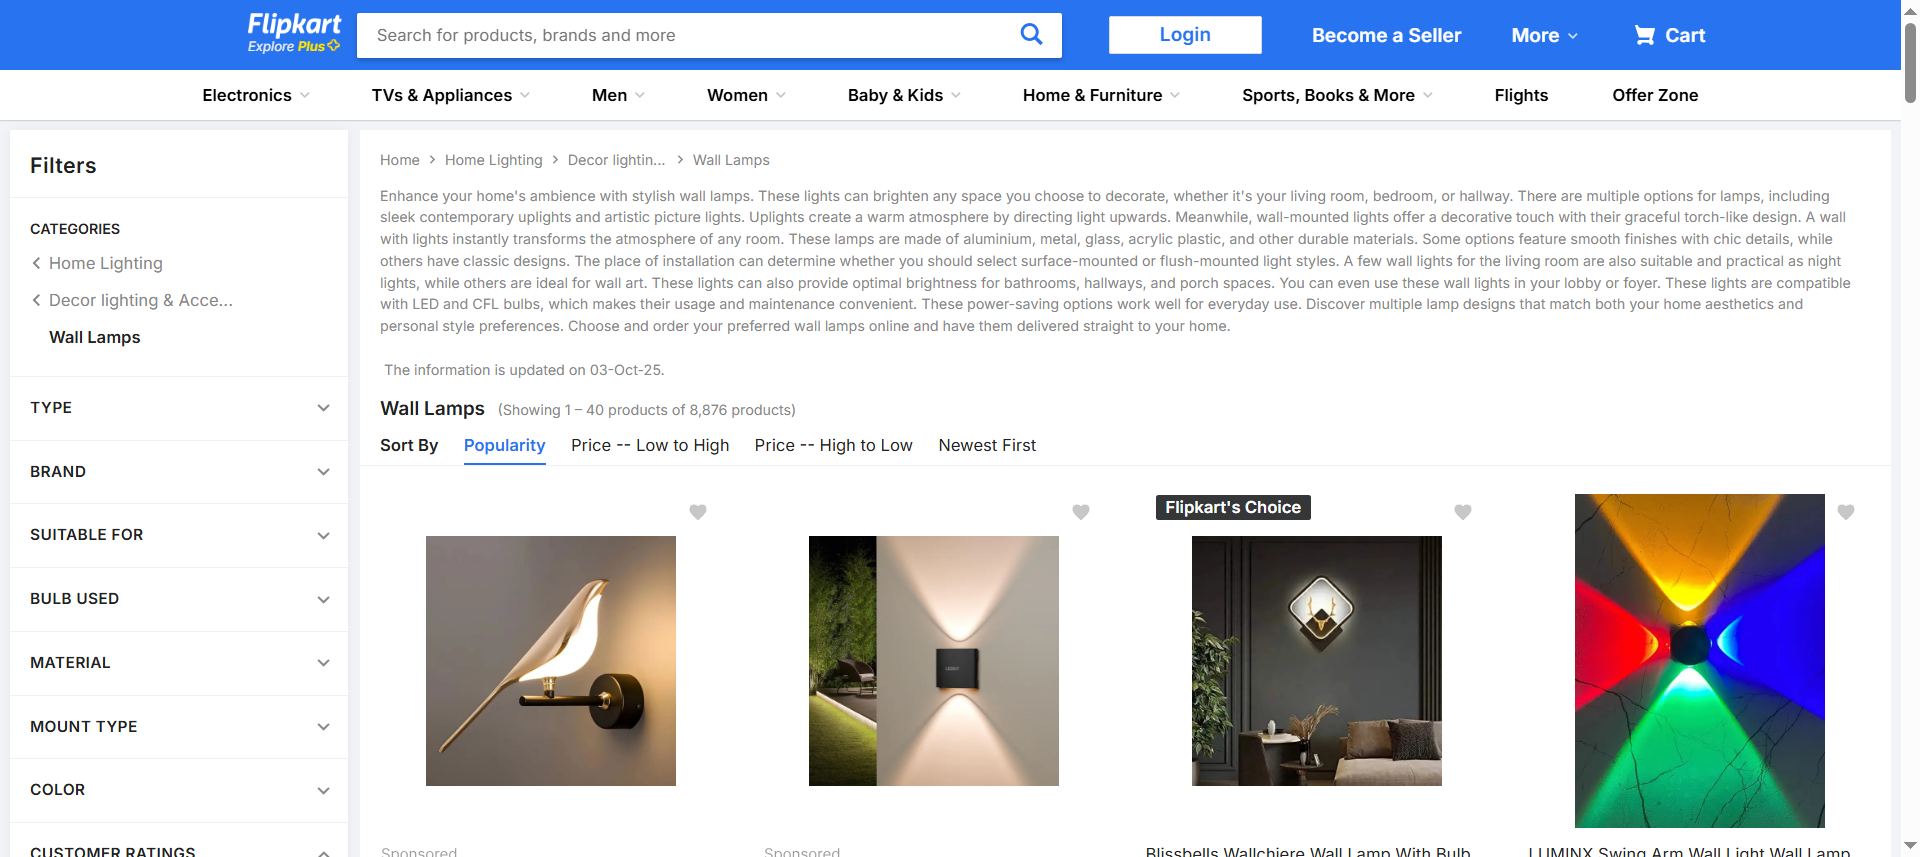 Flipkart
Explore Plus
Search for products, brands and more
Login
Become a Seller
More
Cart
Electronics
TVs & Appliances
Men
Women
Baby & Kids
Home & Furniture
Sports, Books & More
Flights
Offer Zone
Filters
CATEGORIES
Home Lighting
Decor lighting & Acce...
Wall Lamps
TYPE
BRAND
SUITABLE FOR
BULB USED
MATERIAL
MOUNT TYPE
COLOR
CUSTOMER RATINGS
Home > Home Lighting > Decor lightin... > Wall Lamps
Enhance your home's ambience with stylish wall lamps. These lights can brighten any space you choose to decorate, whether it's your living room, bedroom, or hallway. There are multiple options for lamps, including
sleek contemporary uplights and artistic picture lights. Uplights create a warm atmosphere by directing light upwards. Meanwhile, wall-mounted lights offer a decorative touch with their graceful torch-like design. A wall
with lights instantly transforms the atmosphere of any room. These lamps are made of aluminium, metal, glass, acrylic plastic, and other durable materials. Some options feature smooth finishes with chic details, while
others have classic designs. The place of installation can determine whether you should select surface-mounted or flush-mounted light styles. A few wall lights for the living room are also suitable and practical as night
lights, while others are ideal for wall art. These lights can also provide optimal brightness for bathrooms, hallways, and porch spaces. You can even use these wall lights in your lobby or foyer. These lights are compatible
with LED and CFL bulbs, which makes their usage and maintenance convenient. These power-saving options work well for everyday use. Discover multiple lamp designs that match both your home aesthetics and
personal style preferences. Choose and order your preferred wall lamps online and have them delivered straight to your home.
The information is updated on 03-Oct-25.
Wall Lamps (Showing 1 – 40 products of 8,876 products)
Sort By
Popularity
Price -- Low to High
Price -- High to Low
Newest First
Flipkart's Choice
Sponsored
Sponsored
Blissbells Wallchiere Wall Lamp With Bulb
LUMINX Swing Arm Wall Light Wall Lamp